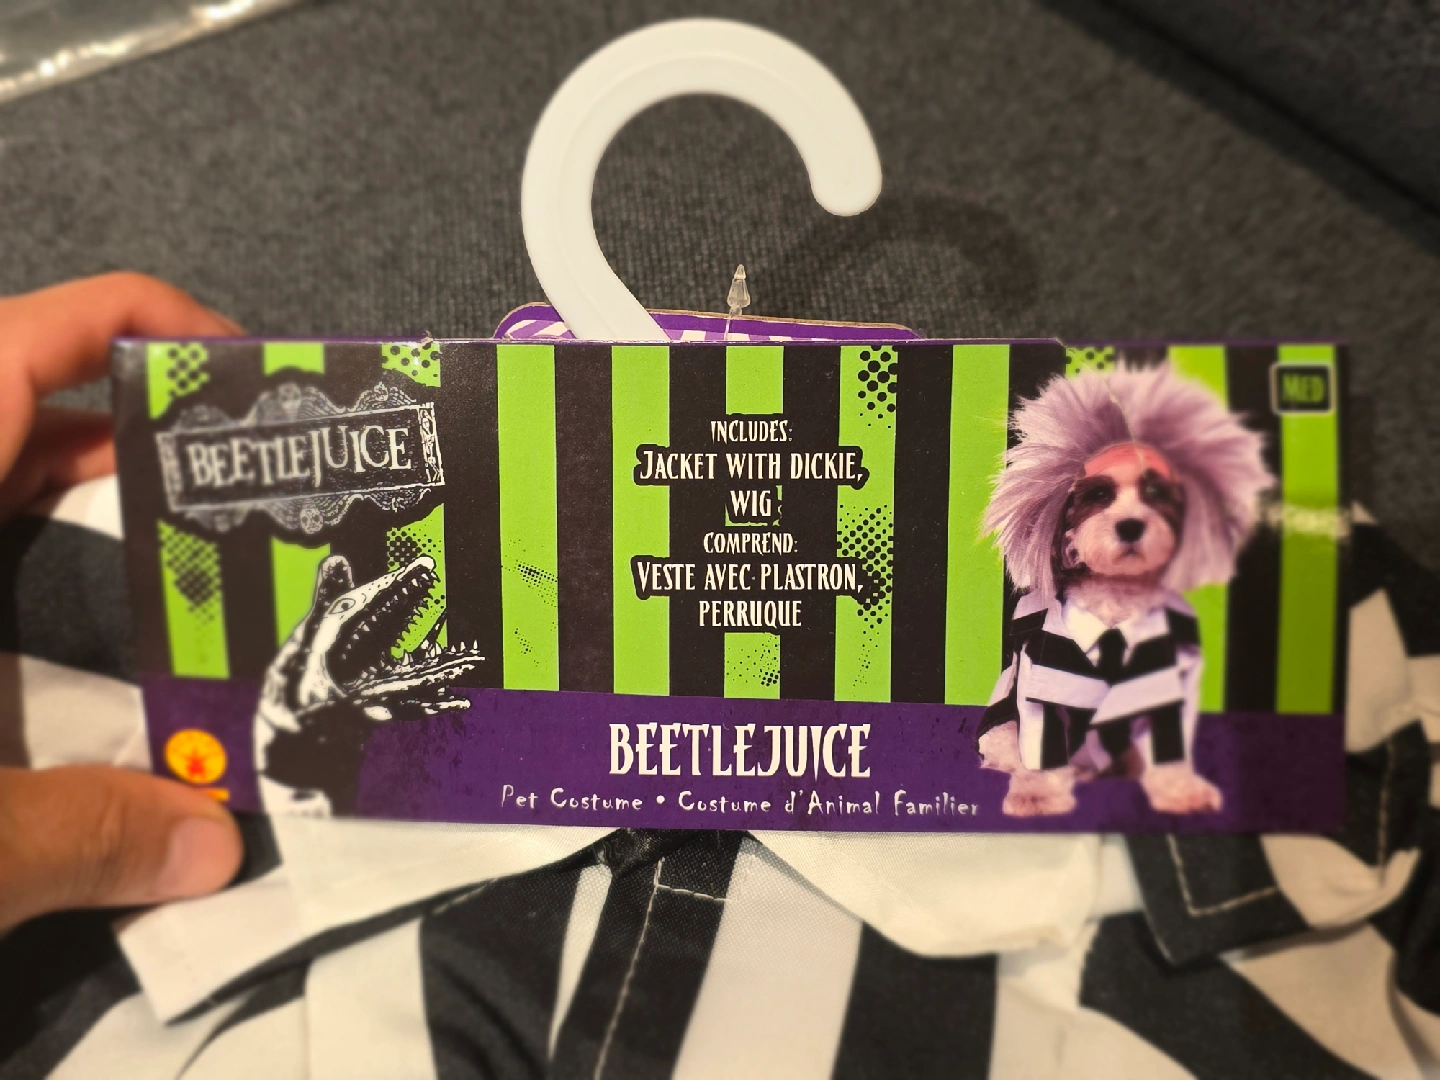 BEETLEJUICE
INCLUDES:
JACKET WITH DICKIE,
WIG
COMPREND:
VESTE AVEC PLASTRON,
PERRUQUE
MED
BEETLEJUICE
Pet Costume • Costume d'Animal Familier